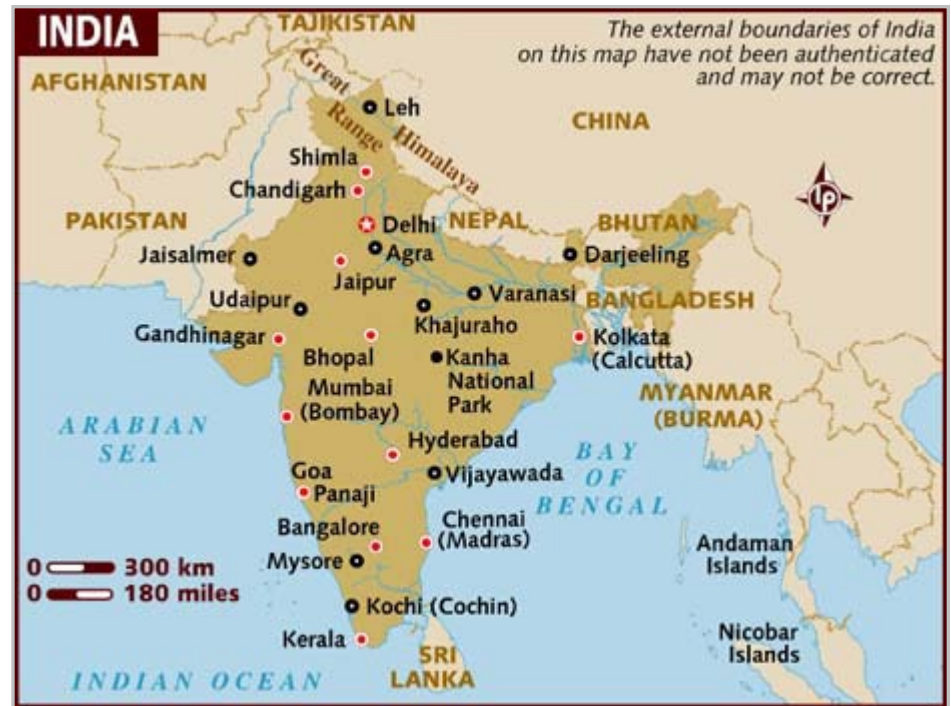 INDIA
The external boundaries of India
on this map have not been authenticated
and may not be correct.
TAJIKISTAN
AFGHANISTAN
Great
Range
Himalaya
Leh
CHINA
Shimla
Chandigarh
lp
PAKISTAN
Delhi
NEPAL
BHUTAN
Jaisalmer
Agra
Darjeeling
Jaipur
Udaipur
Varanasi
BANGLADESH
Khajuraho
Gandhinagar
Bhopal
Kanha
National
Park
Kolkata
(Calcutta)
Mumbai
(Bombay)
MYANMAR
(BURMA)
ARABIAN
SEA
Hyderabad
BAY
OF
BENGAL
Goa
Panaji
Vijayawada
Bangalore
Chennai
(Madras)
Andaman
Islands
Mysore
0 300 km
0 180 miles
Kochi (Cochin)
Kerala
Nicobar
Islands
SRI
LANKA
INDIAN OCEAN